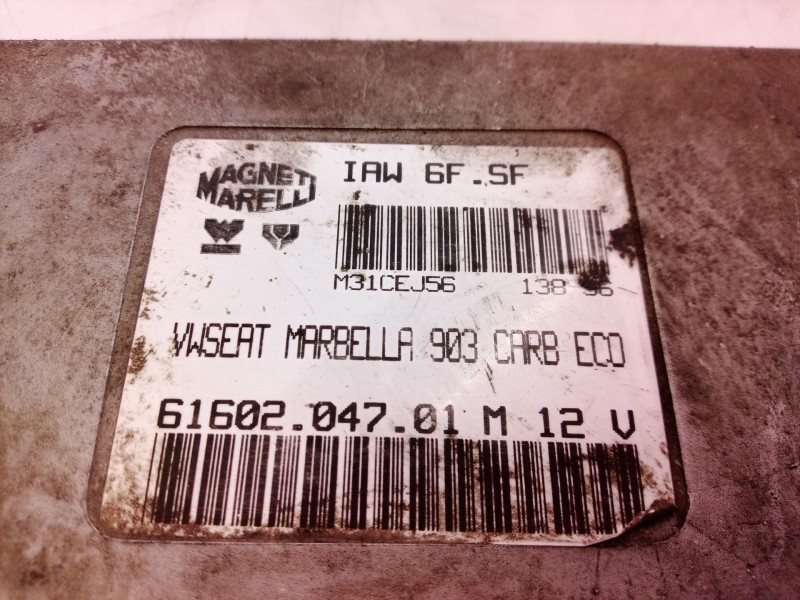 MAGNETI
MARELLI
IAW 6F.SF
M31CEJ56 138 96
VWSEAT MARBELLA 903 CARB ECO
61602.047.01 M 12 V